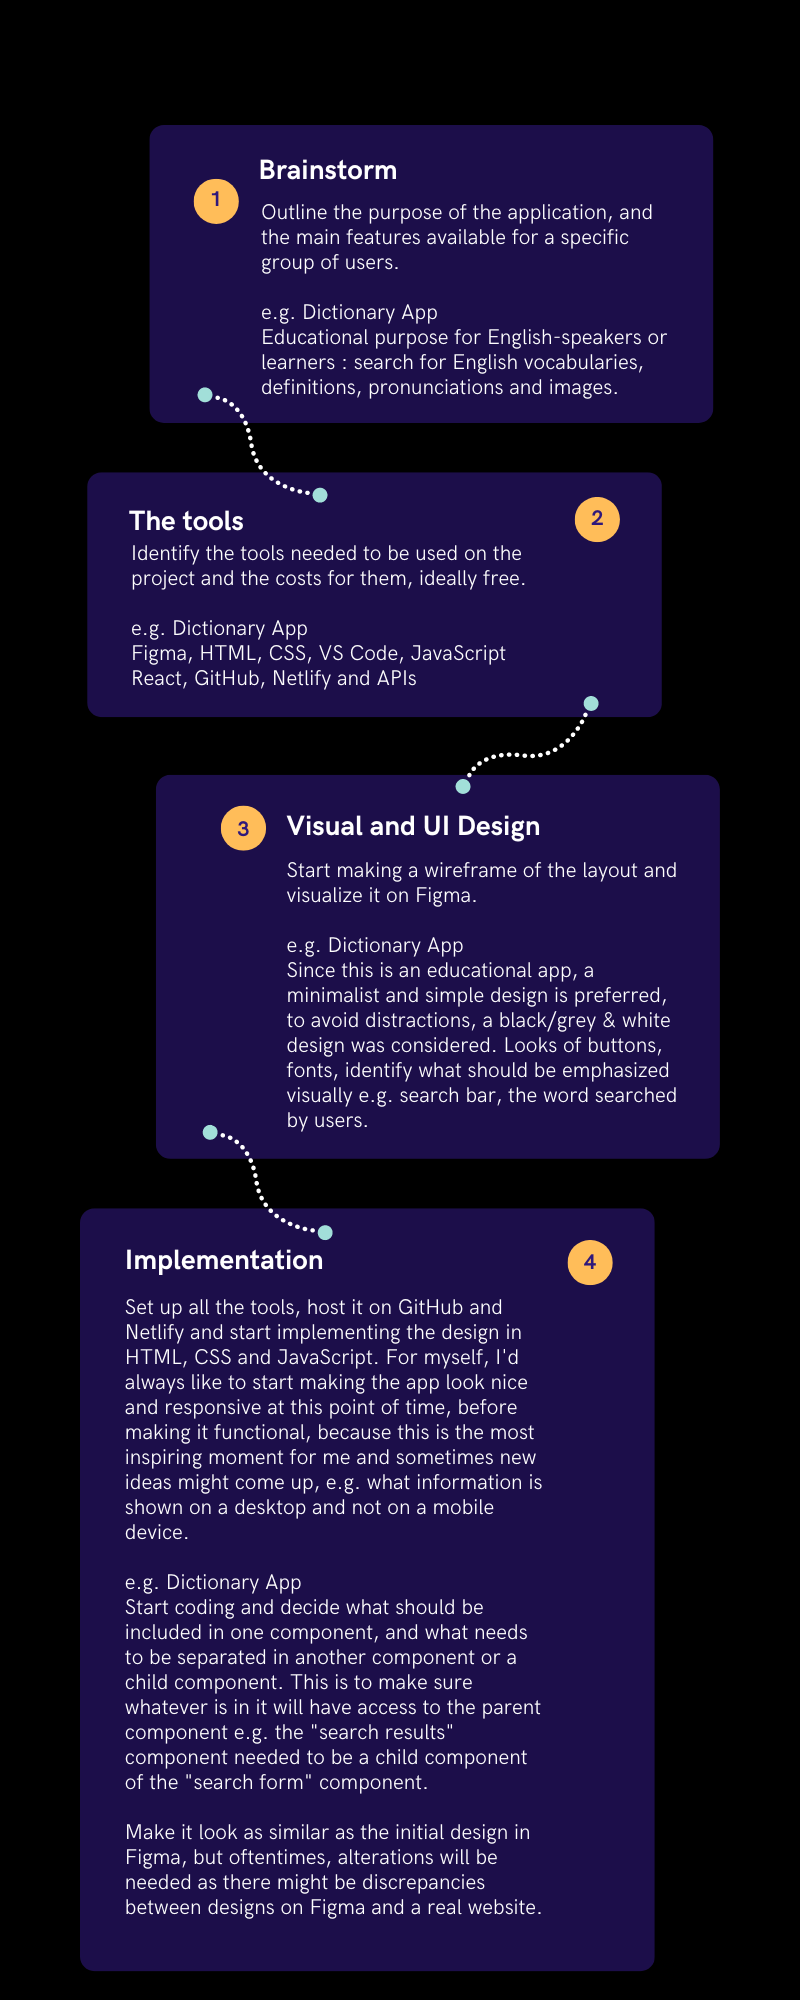 1
Brainstorm
Outline the purpose of the application, and
the main features available for a specific
group of users.
e.g. Dictionary App
Educational purpose for English-speakers or
learners : search for English vocabularies,
definitions, pronunciations and images.
The tools
2
Identify the tools needed to be used on the
project and the costs for them, ideally free.
e.g. Dictionary App
Figma, HTML, CSS, VS Code, JavaScript
React, GitHub, Netlify and APIs
3
Visual and UI Design
Start making a wireframe of the layout and
visualize it on Figma.
e.g. Dictionary App
Since this is an educational app, a
minimalist and simple design is preferred,
to avoid distractions, a black/grey & white
design was considered. Looks of buttons,
fonts, identify what should be emphasized
visually e.g. search bar, the word searched
by users.
Implementation
4
Set up all the tools, host it on GitHub and
Netlify and start implementing the design in
HTML, CSS and JavaScript. For myself, I'd
always like to start making the app look nice
and responsive at this point of time, before
making it functional, because this is the most
inspiring moment for me and sometimes new
ideas might come up, e.g. what information is
shown on a desktop and not on a mobile
device.
e.g. Dictionary App
Start coding and decide what should be
included in one component, and what needs
to be separated in another component or a
child component. This is to make sure
whatever is in it will have access to the parent
component e.g. the "search results"
component needed to be a child component
of the "search form" component.
Make it look as similar as the initial design in
Figma, but oftentimes, alterations will be
needed as there might be discrepancies
between designs on Figma and a real website.